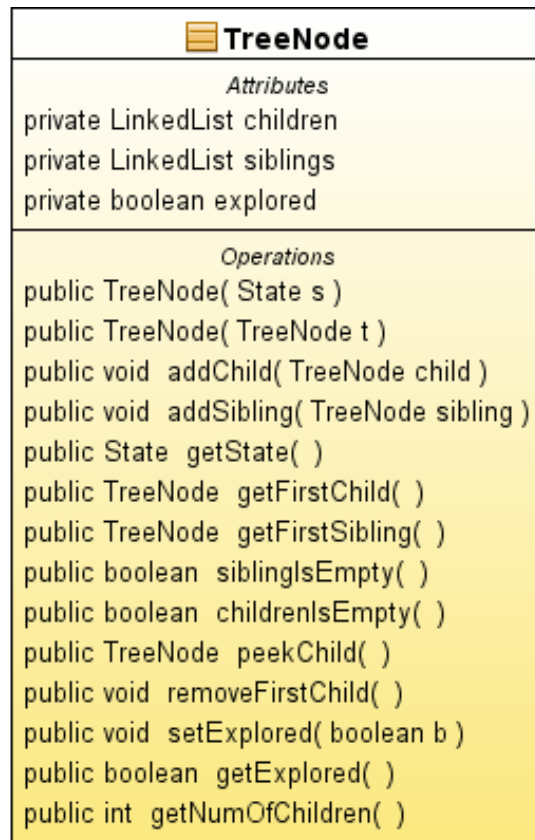 TreeNode
Attributes
private LinkedList children
private LinkedList siblings
private boolean explored
Operations
public TreeNode( State s )
public TreeNode( TreeNode t )
public void addChild( TreeNode child )
public void addSibling( TreeNode sibling )
public State getState( )
public TreeNode getFirstChild( )
public TreeNode getFirstSibling( )
public boolean siblingIsEmpty( )
public boolean childrenIsEmpty( )
public TreeNode peekChild( )
public void removeFirstChild( )
public void setExplored( boolean b )
public boolean getExplored( )
public int getNumOfChildren( )